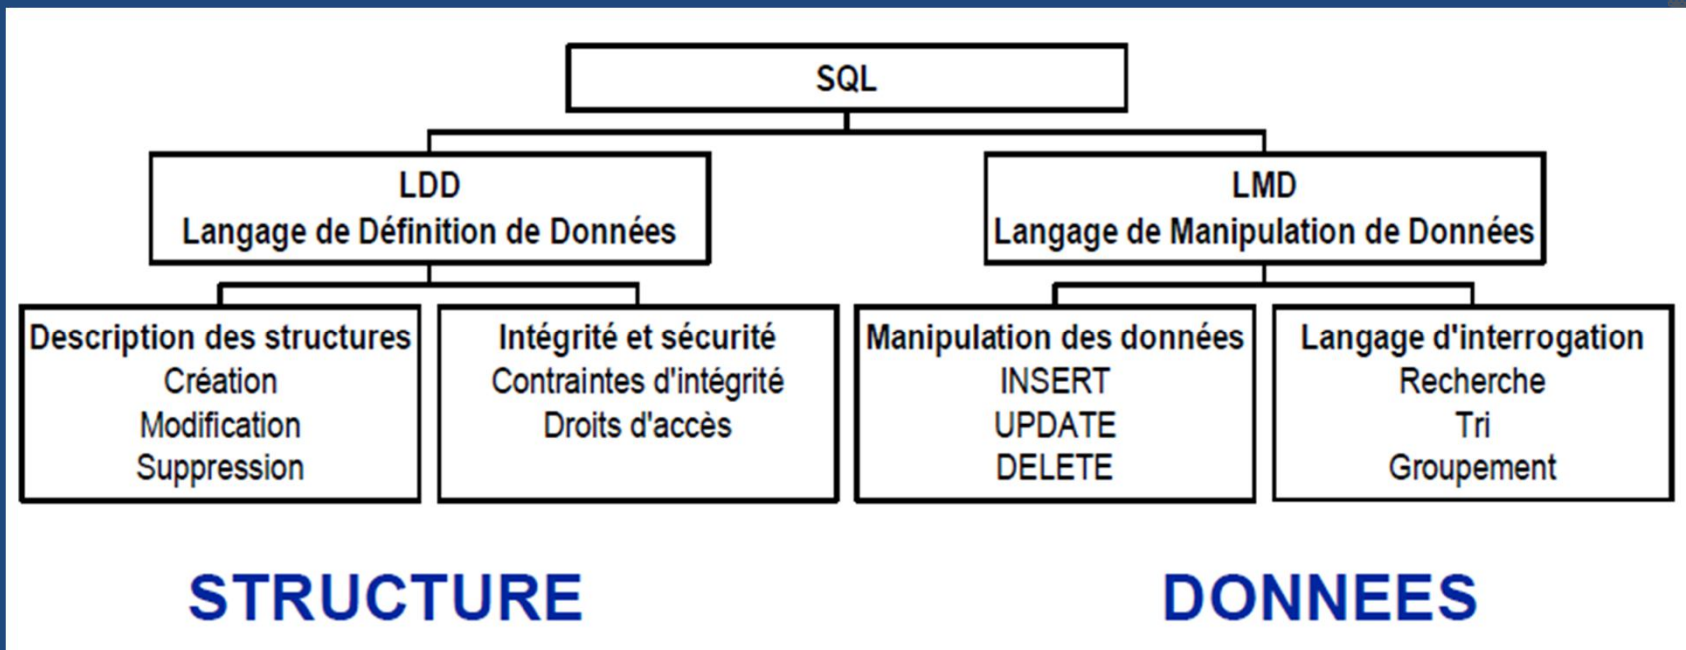 SQL
LDD
Langage de Définition de Données
LMD
Langage de Manipulation de Données
Description des structures
Création
Modification
Suppression
Intégrité et sécurité
Contraintes d'intégrité
Droits d'accès
Manipulation des données
INSERT
UPDATE
DELETE
Langage d'interrogation
Recherche
Tri
Groupement
STRUCTURE
DONNEES